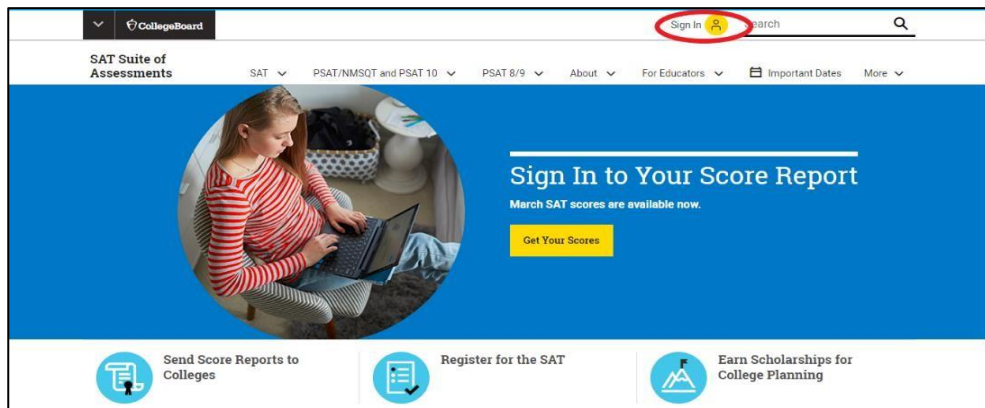 CollegeBoard
Sign In
Search
SAT Suite of
Assessments
SAT
PSAT/NMSQT and PSAT 10
PSAT 8/9
About
For Educators
Important Dates
More
Sign In to Your Score Report
March SAT scores are available now.
Get Your Scores
Send Score Reports to
Colleges
Register for the SAT
Earn Scholarships for
College Planning